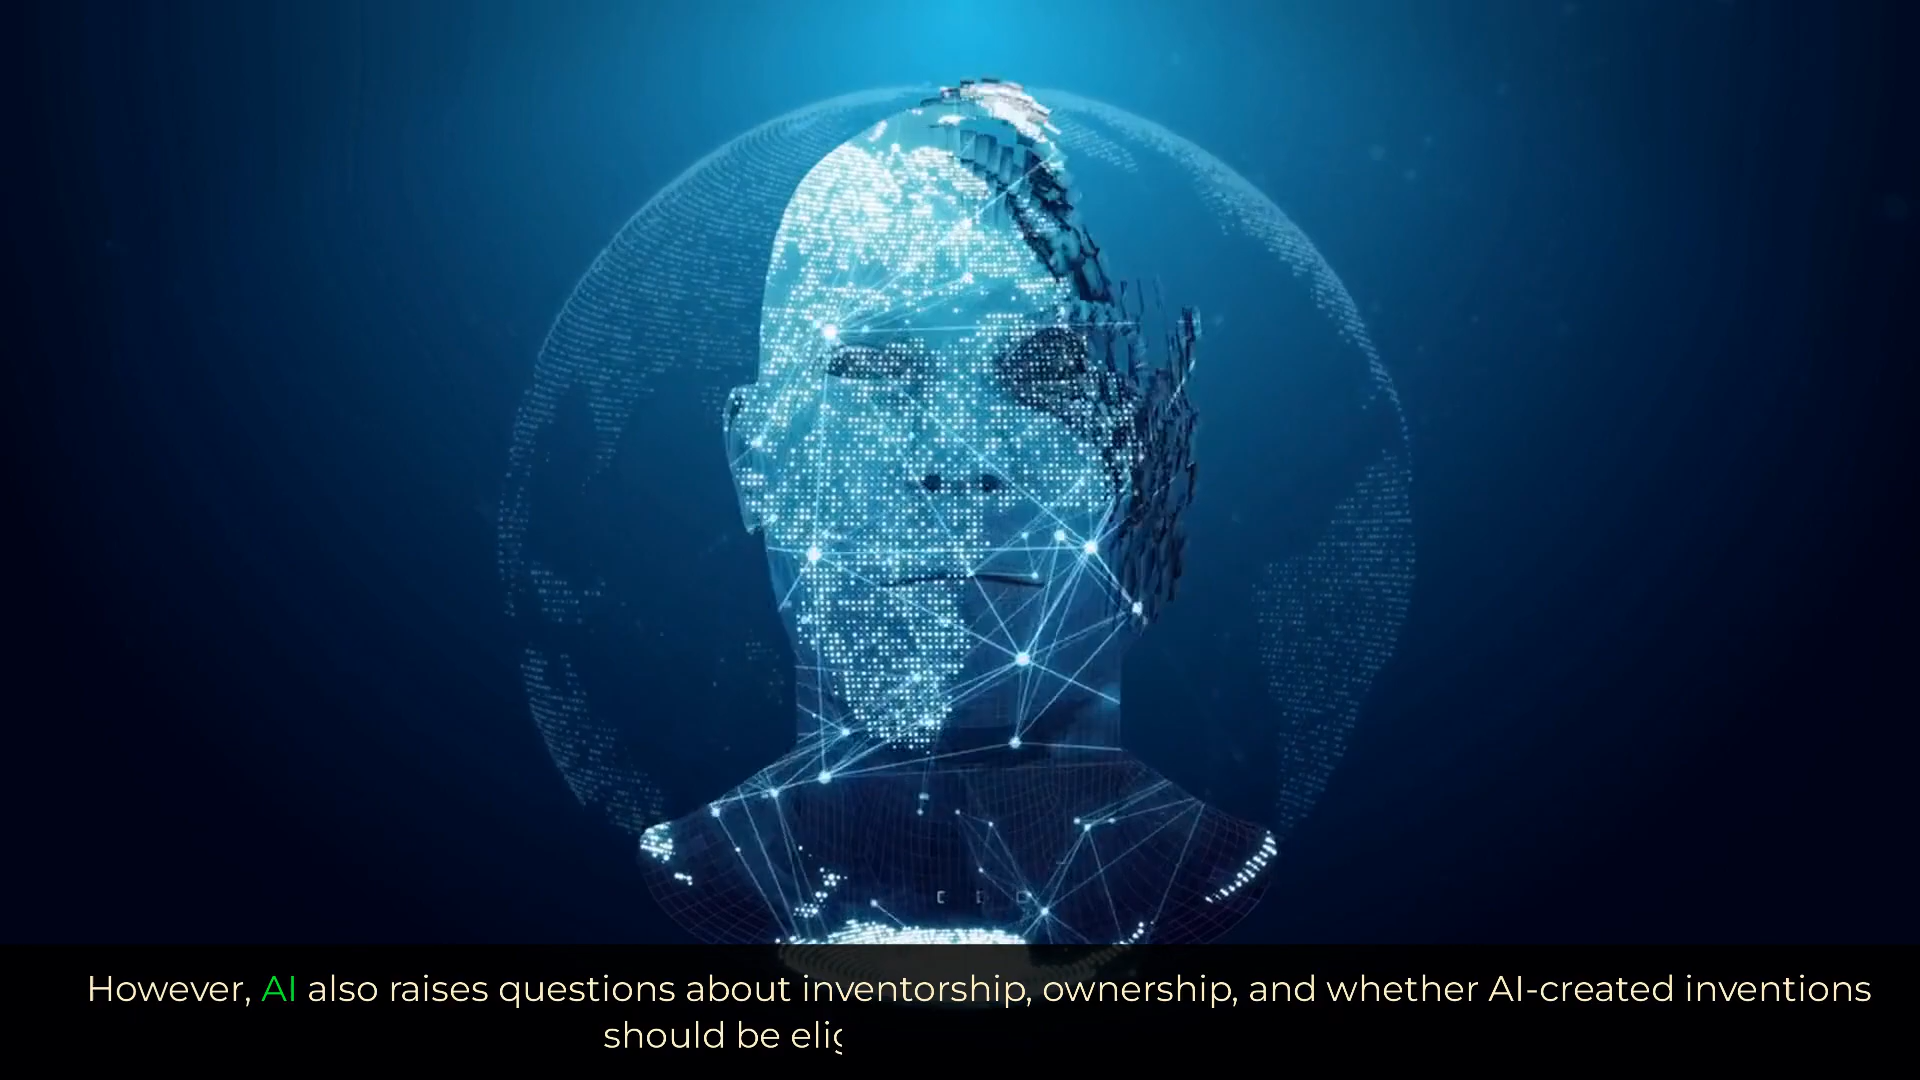 However, AI also raises questions about inventorship, ownership, and whether AI-created inventions
should be